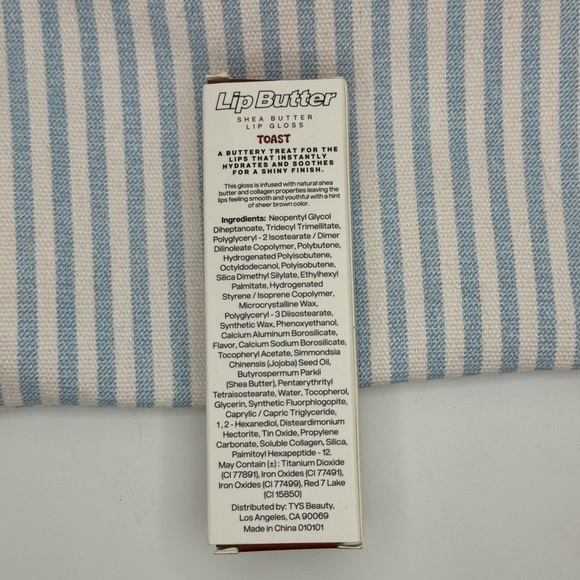 Lip Butter
SHEA BUTTER
LIP GLOSS
TOAST
A BUTTERY TREAT FOR THE
LIPS THAT INSTANTLY
HYDRATES AND SOOTHES
FOR A SHINY FINISH.
This gloss is infused with natural shea
butter and collagen properties leaving the
lips feeling smooth and youthful with a hint
of sheer brown color.
Ingredients: Neopentyl Glycol
Diheptanoate, Tridecyl Trimellitate,
Polyglyceryl - 2 Isostearate / Dimer
Dilinoleate Copolymer, Polybutene,
Hydrogenated Polyisobutene,
Octyldodecanol, Polyisobutene,
Silica Dimethyl Silylate, Ethylhexyl
Palmitate, Hydrogenated
Styrene / Isoprene Copolymer,
Microcrystalline Wax,
Polyglyceryl - 3 Diisostearate,
Synthetic Wax, Phenoxyethanol,
Calcium Aluminum Borosilicate,
Flavor, Calcium Sodium Borosilicate,
Tocopheryl Acetate, Simmondsia
Chinensis (Jojoba) Seed Oil,
Butyrospermum Parkii
(Shea Butter), Pentaerythrityl
Tetraisostearate, Water, Tocopherol,
Glycerin, Synthetic Fluorphlogopite,
Caprylic / Capric Triglyceride,
1, 2 - Hexanediol, Disteardimonium
Hectorite, Tin Oxide, Propylene
Carbonate, Soluble Collagen, Silica,
Palmitoyl Hexapeptide - 12.
May Contain (±) : Titanium Dioxide
(CI 77891), Iron Oxides (CI 77491),
Iron Oxides (CI 77499), Red 7 Lake
(CI 15850)
Distributed by: TYS Beauty,
Los Angeles, CA 90069
Made in China 010101